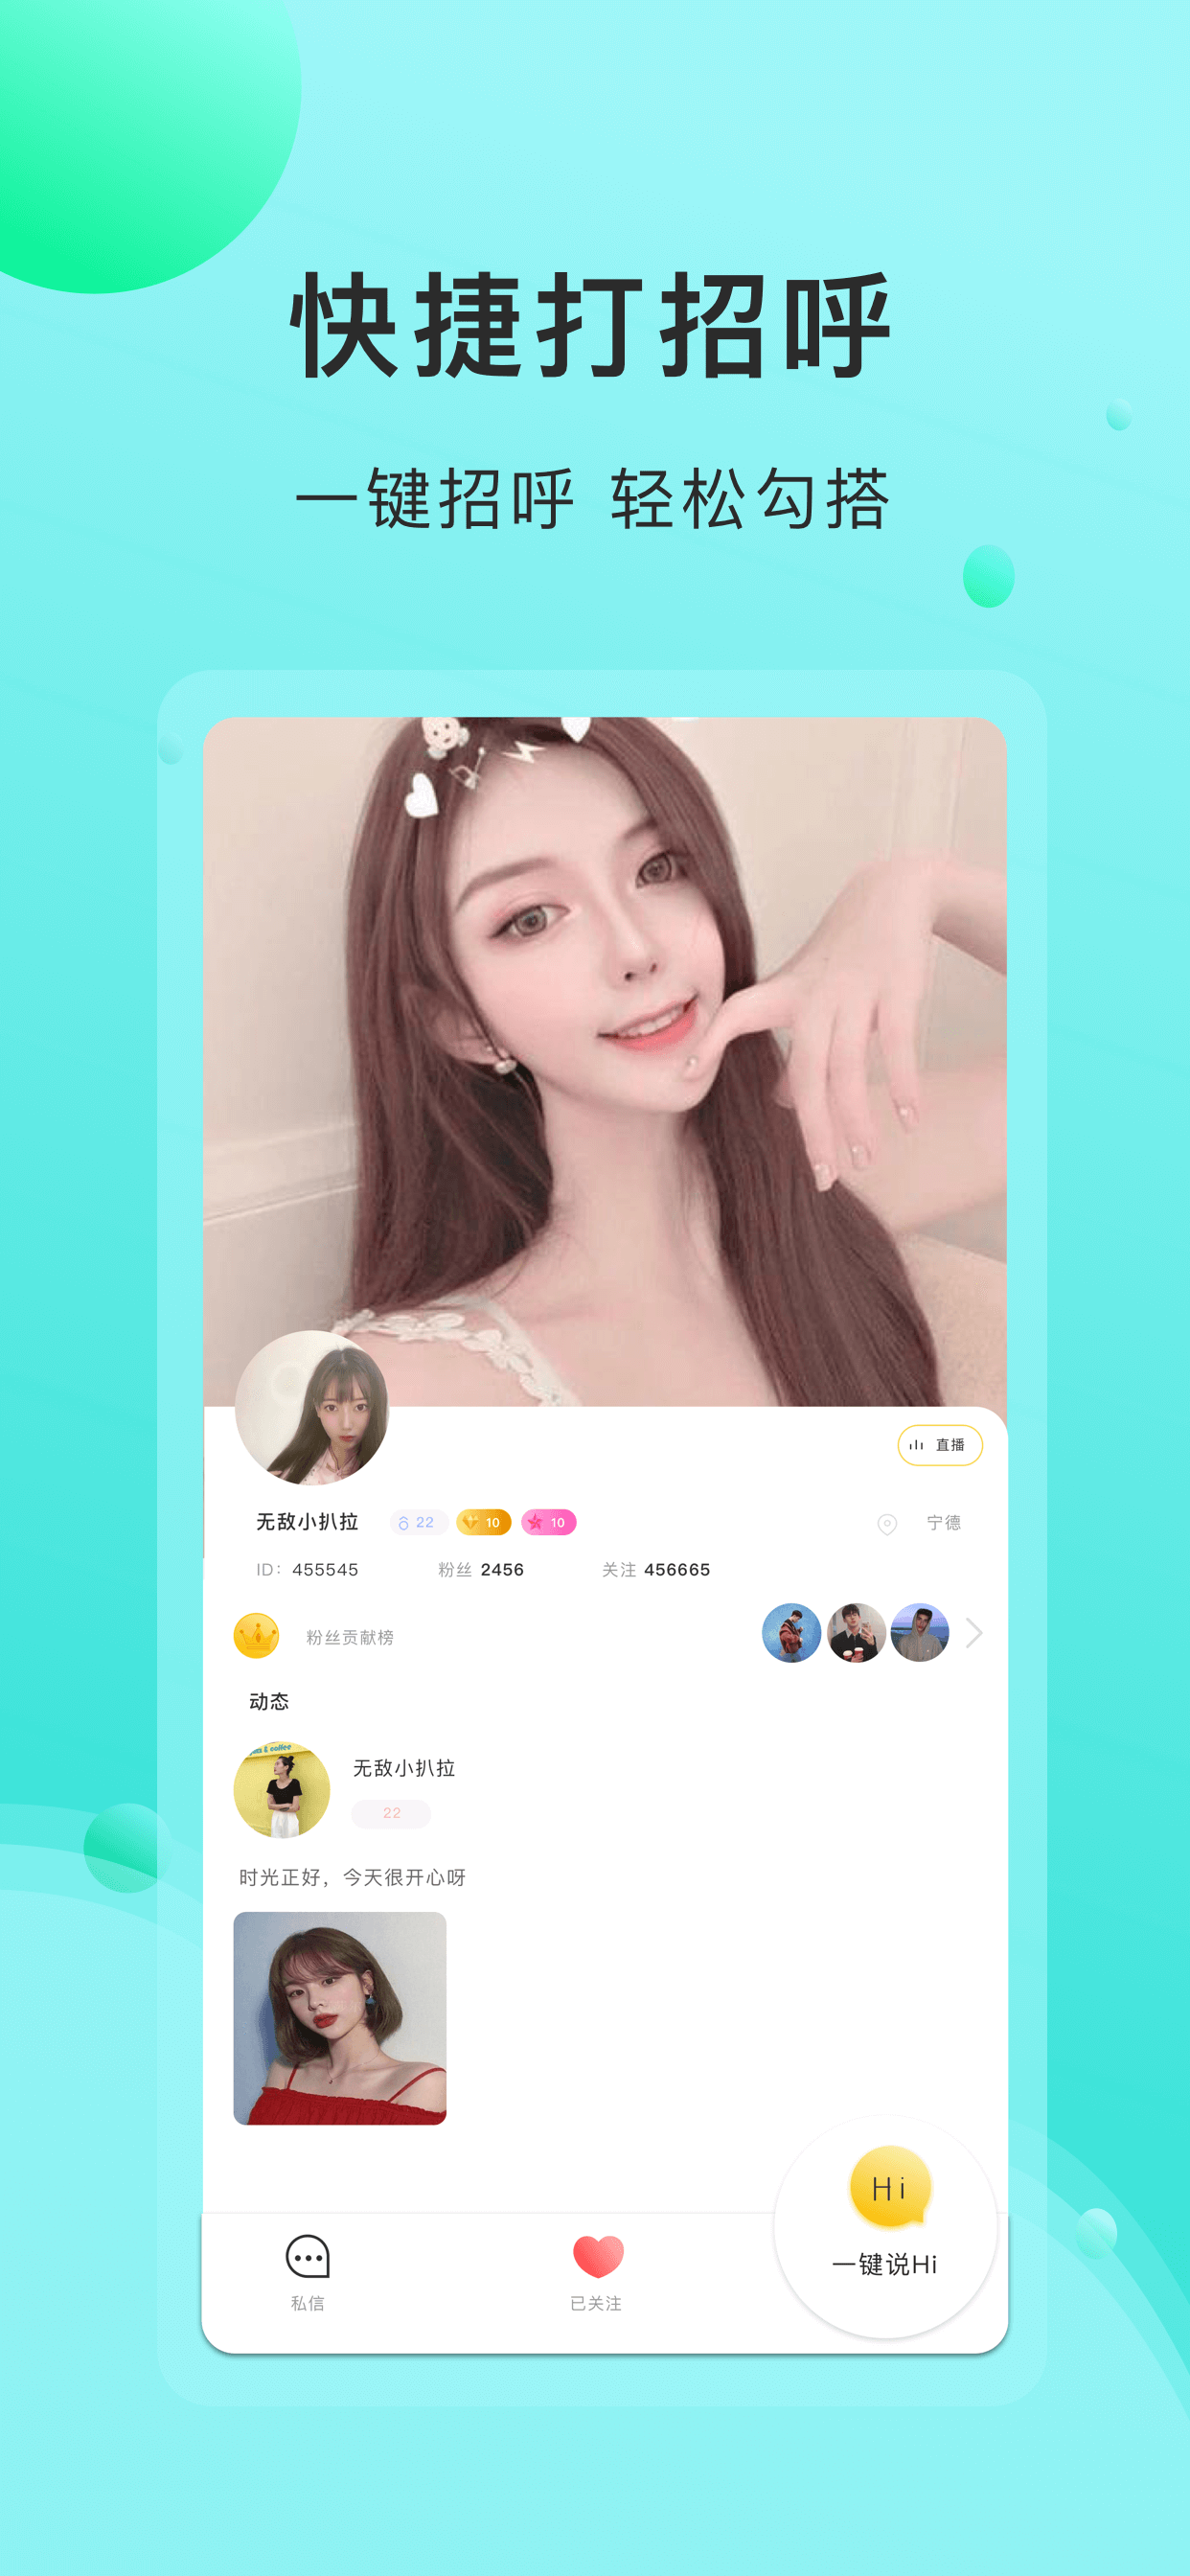 快捷打招呼
一键招呼 轻松勾搭
直播
无敌小扒拉 22 10 10 宁德
ID：455545 粉丝 2456 关注 456665
粉丝贡献榜
动态
& coffee
无敌小扒拉
22
时光正好，今天很开心呀
Hi
一键说Hi
私信 已关注